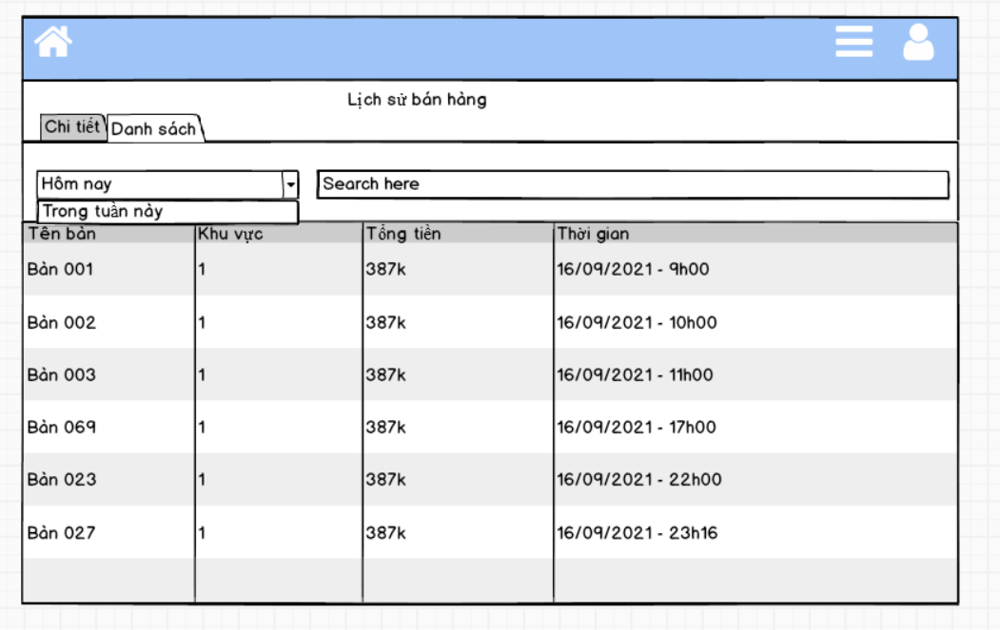 Lịch sử bán hàng
Chi tiết Danh sách
Hôm nay Search here
Trong tuần này
Tên bàn Khu vực Tổng tiền Thời gian
Bàn 001 1 387k 16/09/2021 - 9h00
Bàn 002 1 387k 16/09/2021 - 10h00
Bàn 003 1 387k 16/09/2021 - 11h00
Bàn 069 1 387k 16/09/2021 - 17h00
Bàn 023 1 387k 16/09/2021 - 22h00
Bàn 027 1 387k 16/09/2021 - 23h16